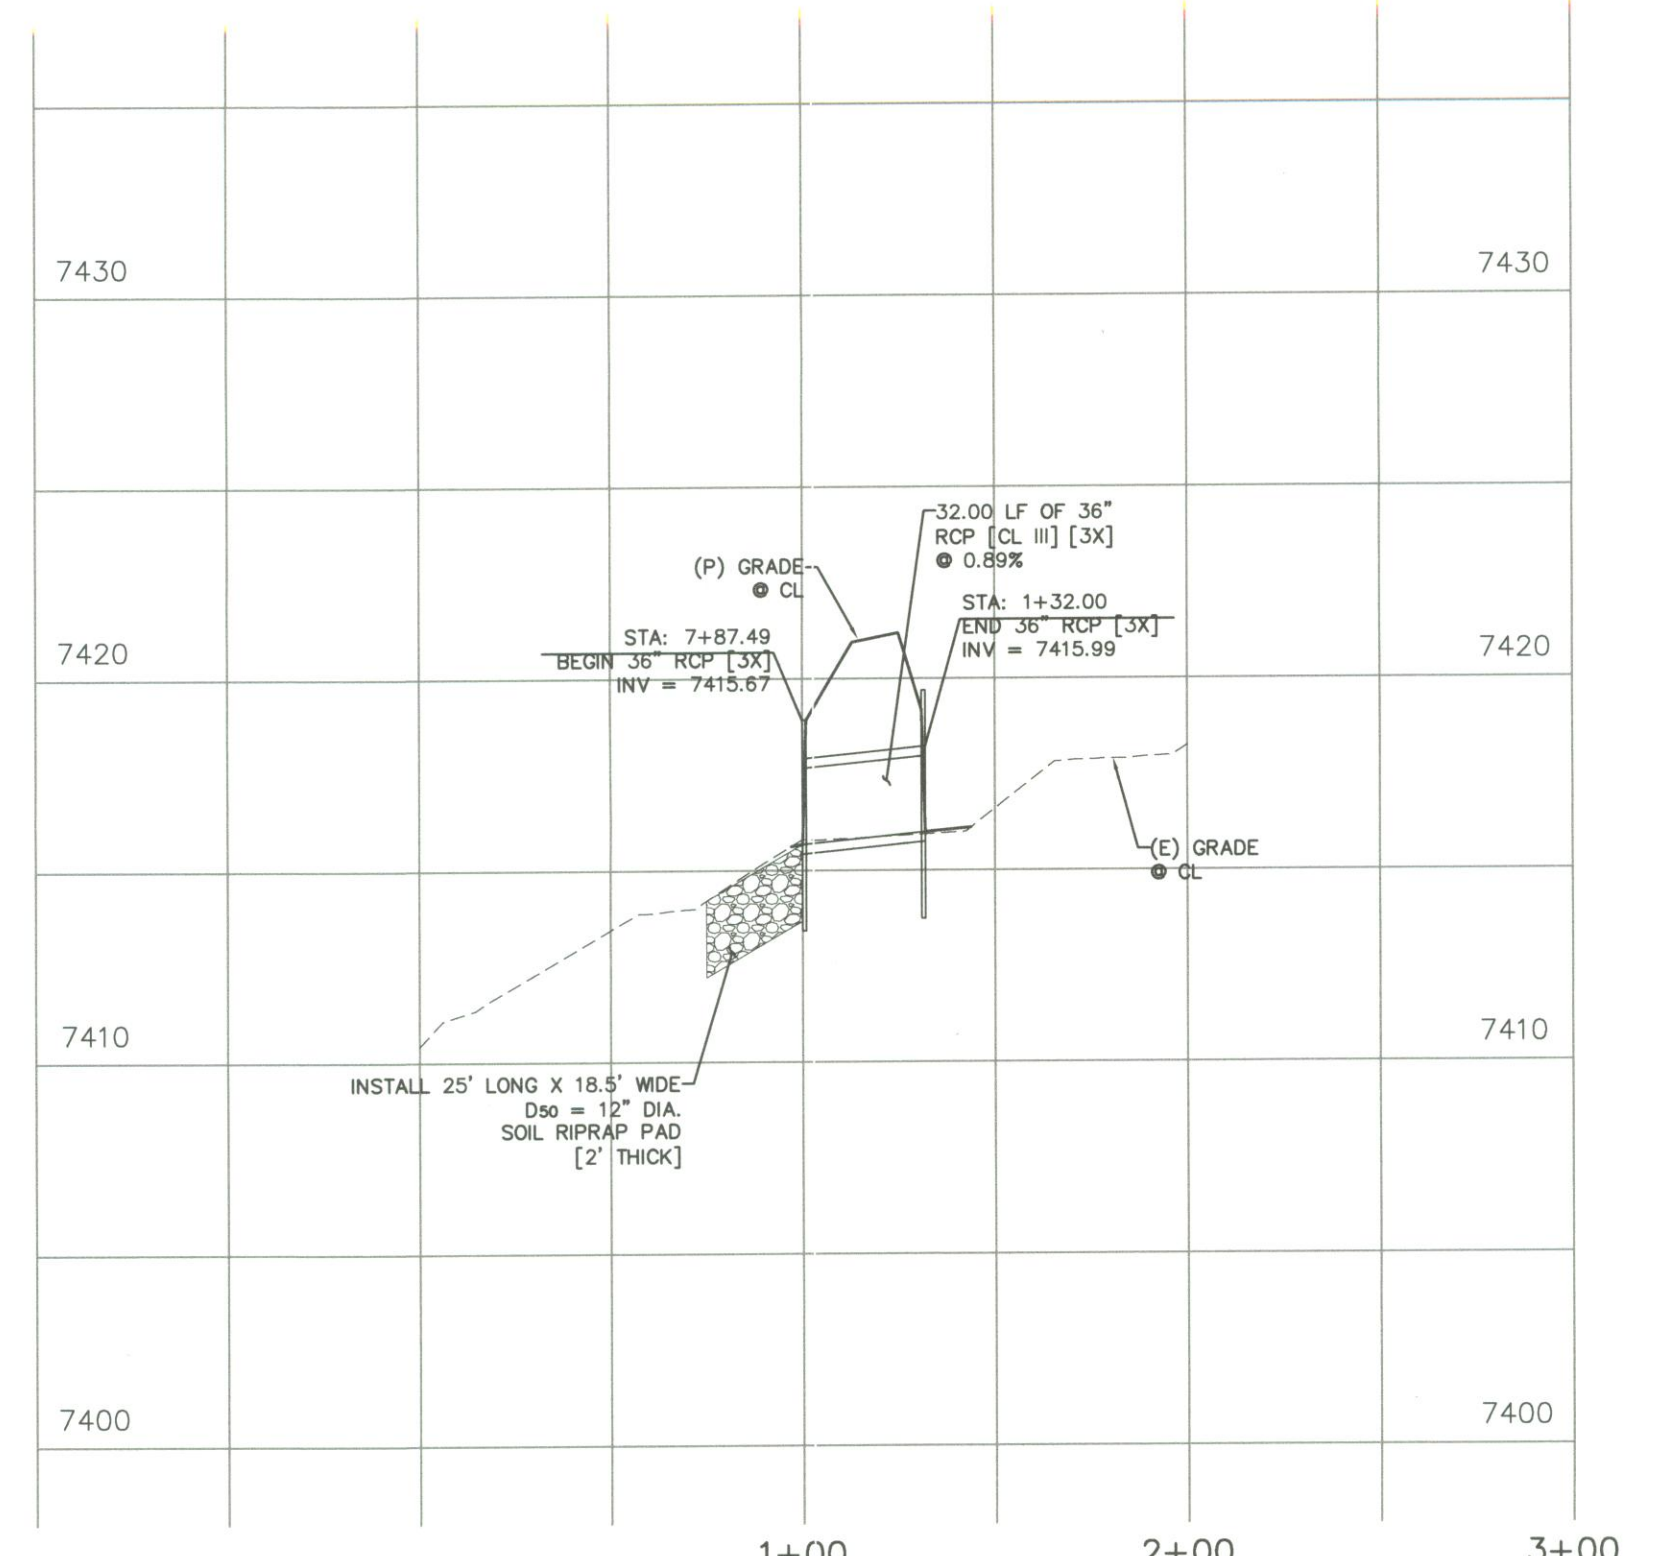 7430
7430
32.00 LF OF 36"
RCP [CL III] [3X]
@ 0.89%
(P) GRADE
@ CL
STA: 1+32.00
END 36" RCP [3X]
INV = 7415.99
STA: 7+87.49
BEGIN 36" RCP [3X]
INV = 7415.67
7420
7420
(E) GRADE
@ CL
7410
7410
INSTALL 25' LONG X 18.5' WIDE
D50 = 12" DIA.
SOIL RIPRAP PAD
[2' THICK]
7400
7400
1+00
2+00
3+00